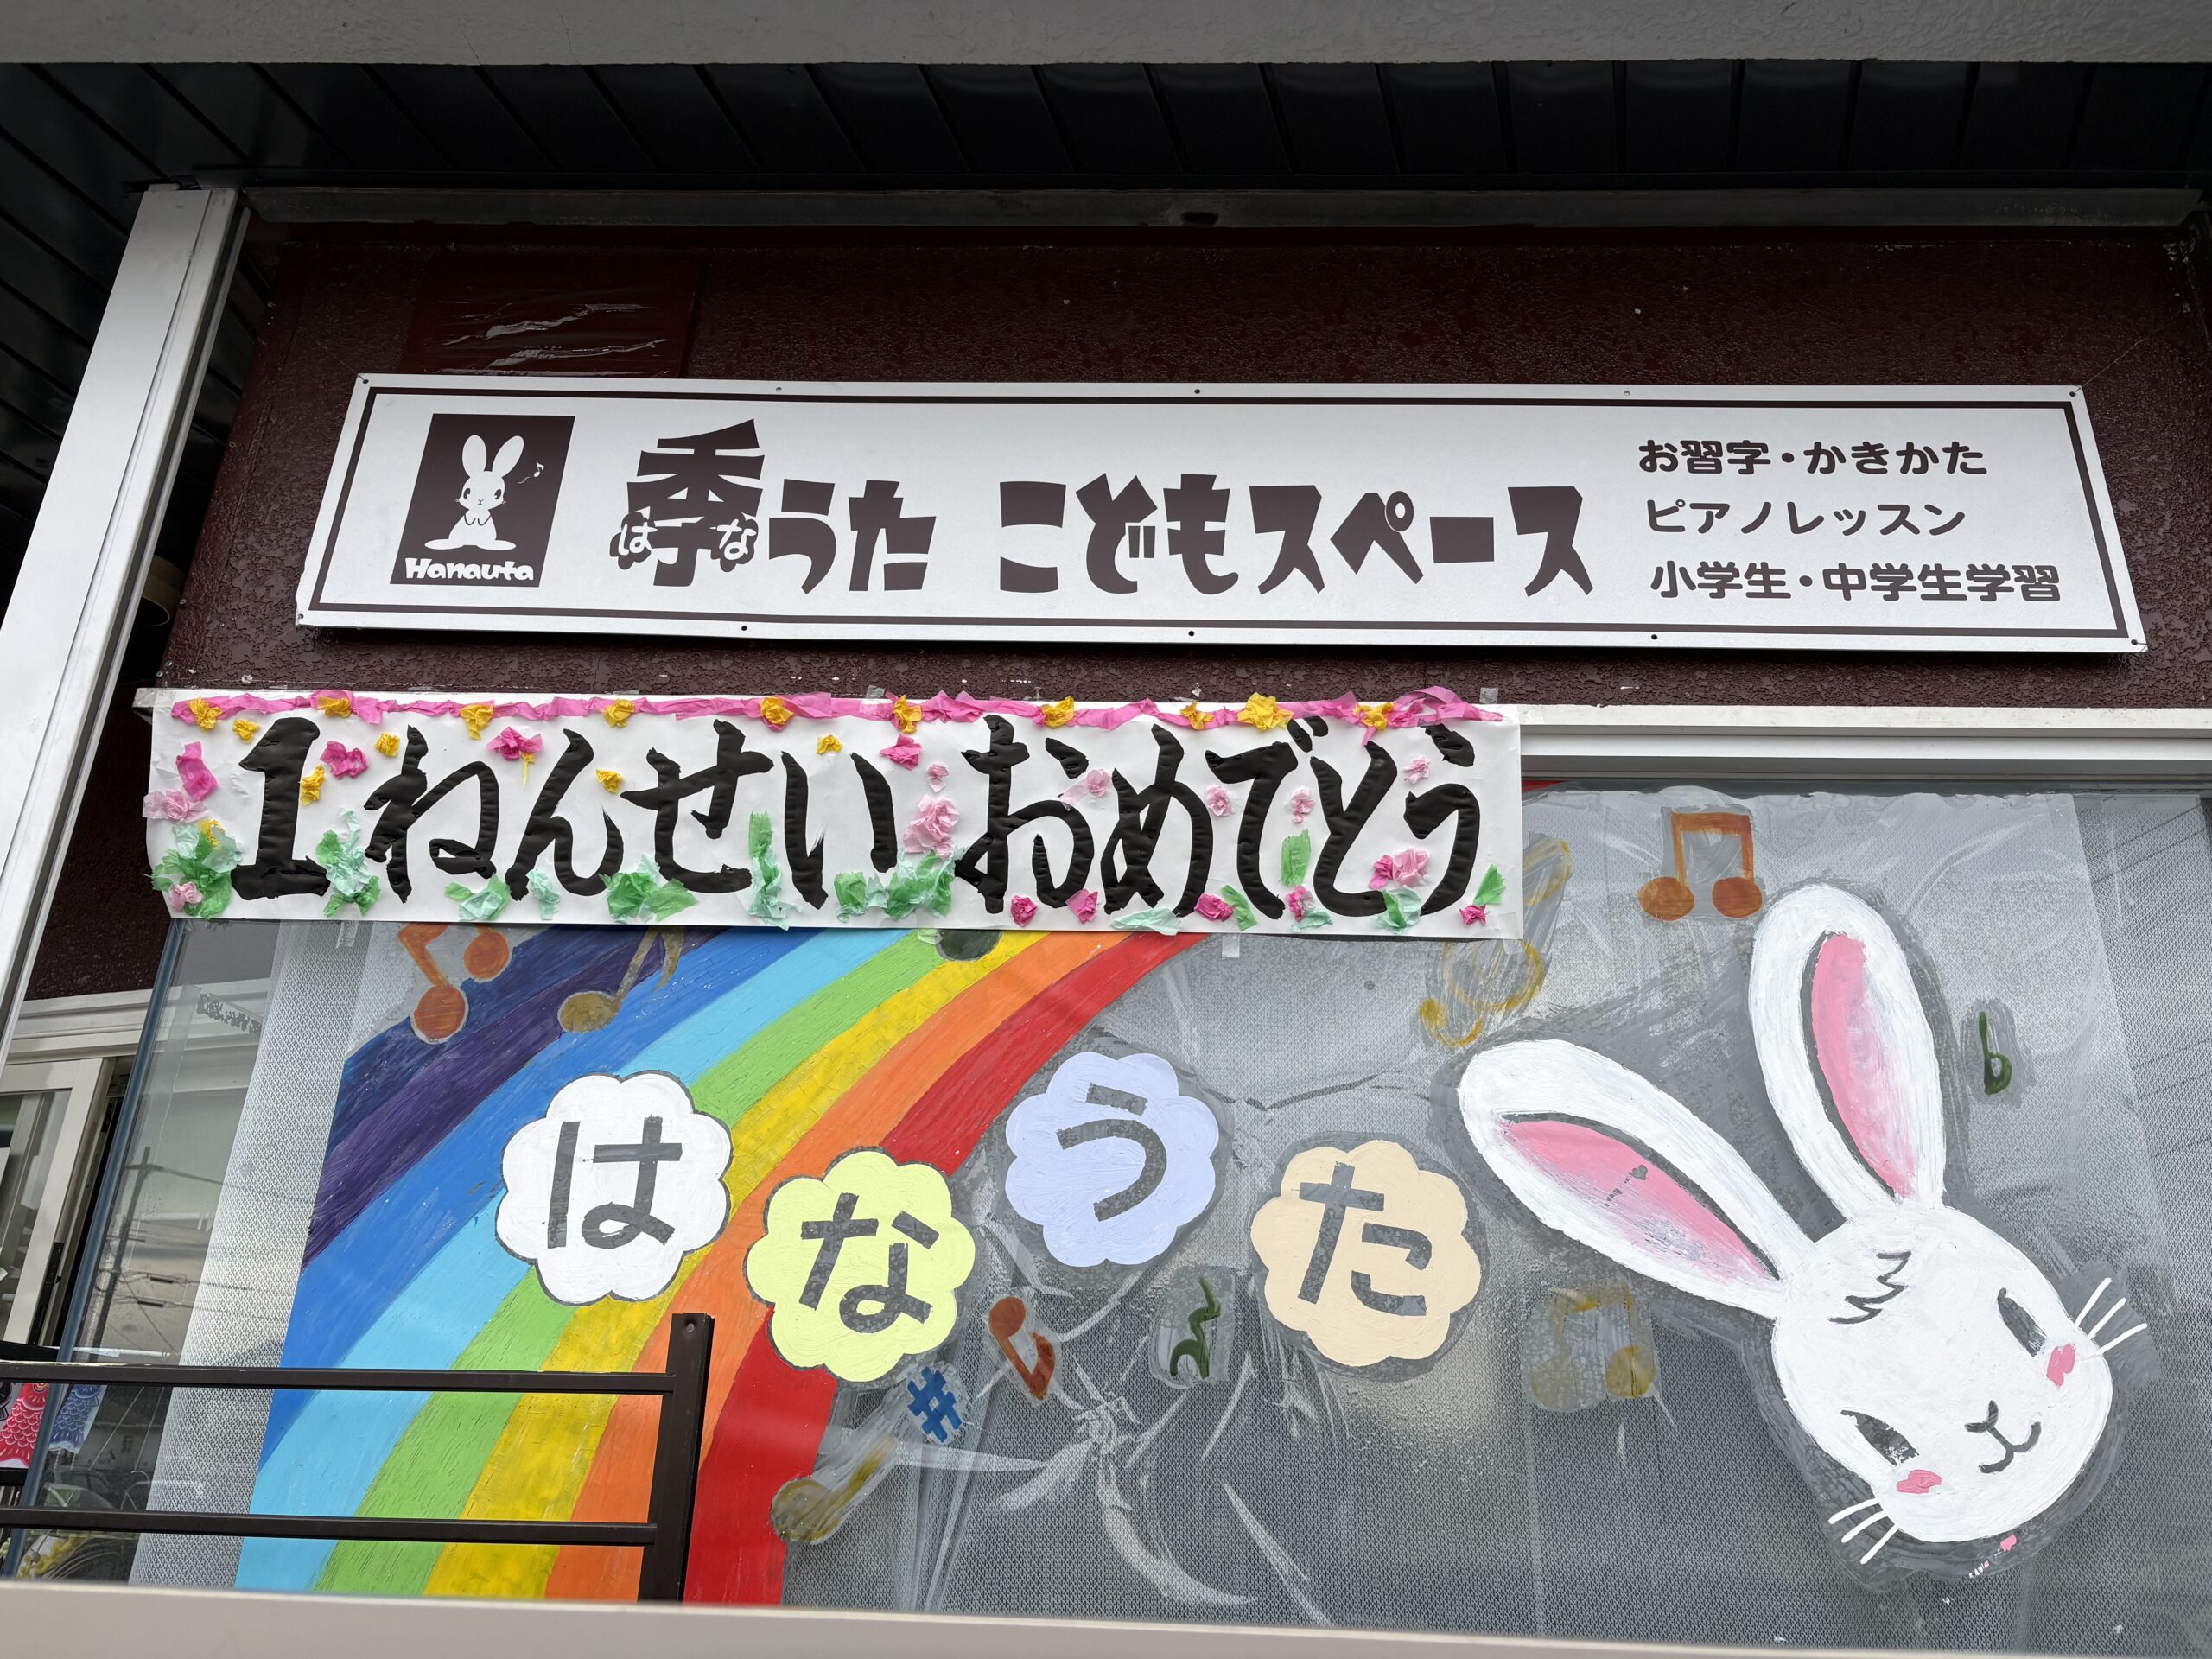 Hanauta
季うた こどもスペース
はな
お習字・かきかた
ピアノレッスン
小学生・中学生学習
1ねんせい おめでとう
はなうた